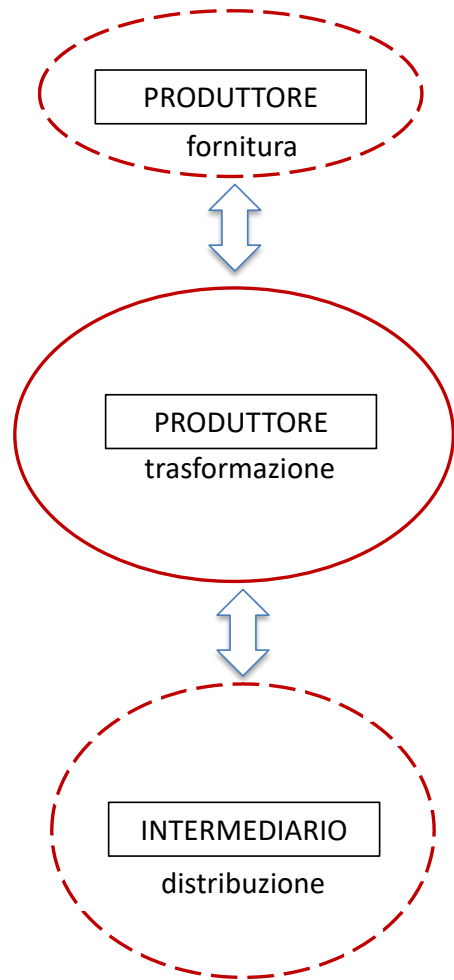 PRODUTTORE
fornitura
PRODUTTORE
trasformazione
INTERMEDIARIO
distribuzione